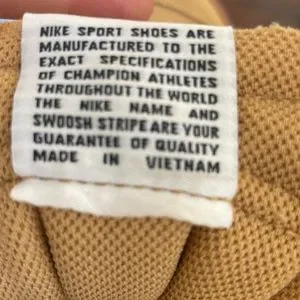 NIKE SPORT SHOES ARE
MANUFACTURED TO THE
EXACT SPECIFICATIONS
OF CHAMPION ATHLETES
THROUGHOUT THE WORLD
THE NIKE NAME AND
SWOOSH STRIPE ARE YOUR
GUARANTEE OF QUALITY
MADE IN VIETNAM